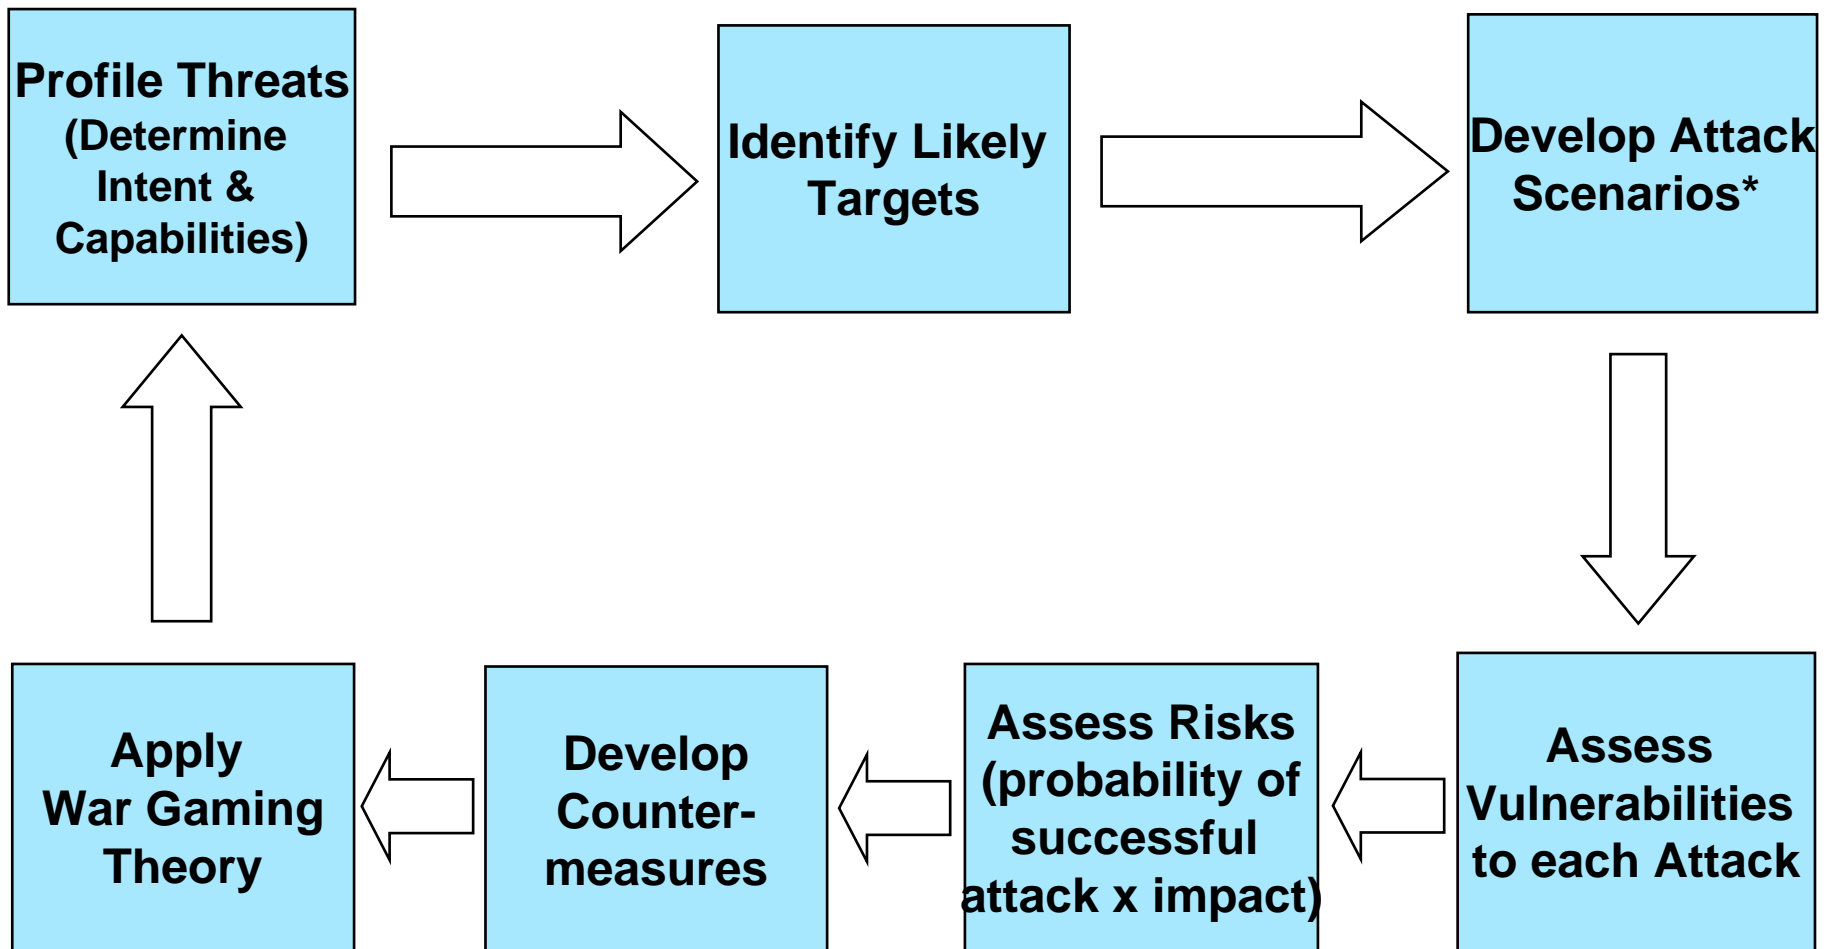 Profile Threats
(Determine
Intent &
Capabilities)
Identify Likely
Targets
Develop Attack
Scenarios*
Apply
War Gaming
Theory
Develop
Counter-
measures
Assess Risks
(probability of
successful
attack x impact)
Assess
Vulnerabilities
to each Attack